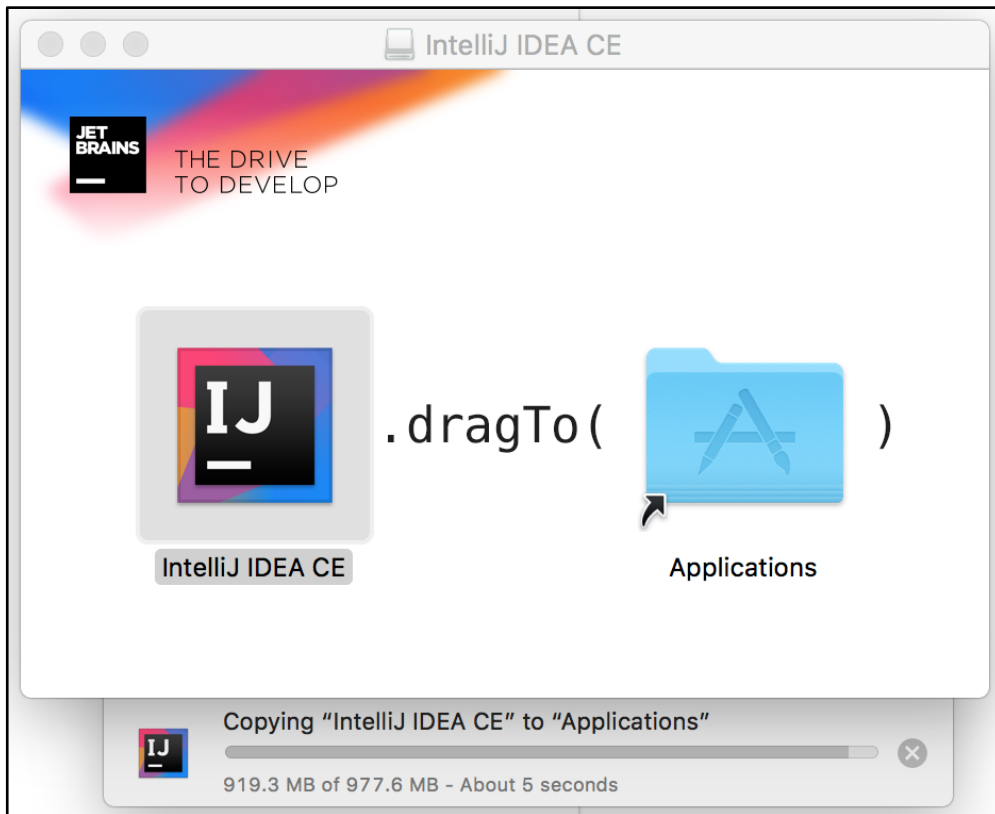 IntelliJ IDEA CE
JET
BRAINS
THE DRIVE
TO DEVELOP
IJ
.dragTo( )
IntelliJ IDEA CE
Applications
Copying “IntelliJ IDEA CE” to “Applications”
IJ
919.3 MB of 977.6 MB - About 5 seconds